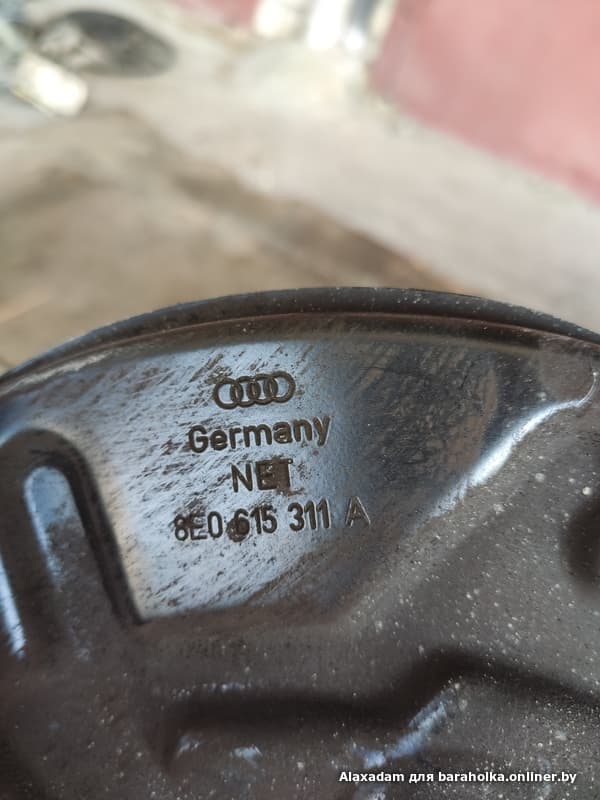 Germany
NET
8E0 615 311 A
Alaxadam для baraholka.onliner.by